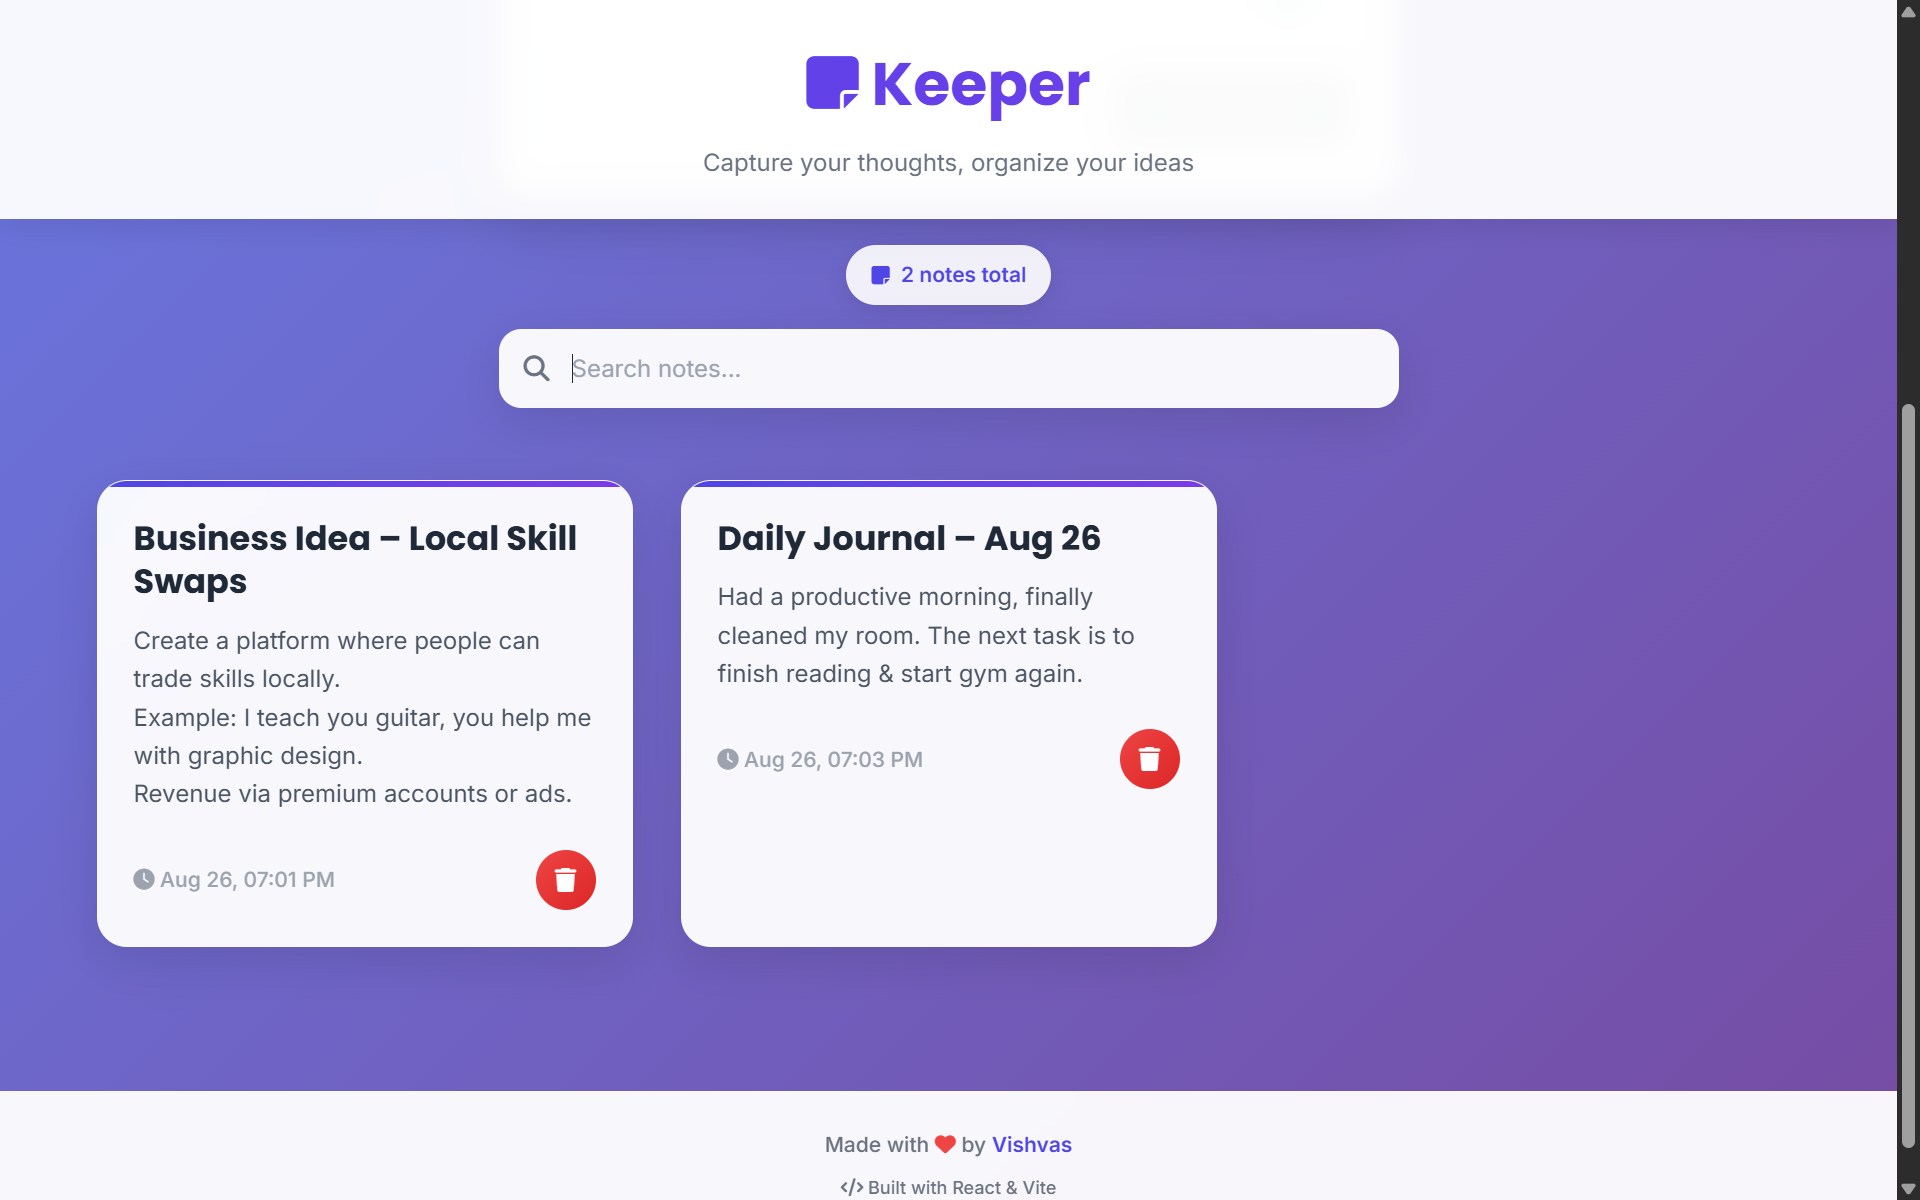 Keeper
Capture your thoughts, organize your ideas
2 notes total
Search notes...
Business Idea – Local Skill
Swaps
Create a platform where people can
trade skills locally.
Example: I teach you guitar, you help me
with graphic design.
Revenue via premium accounts or ads.
Aug 26, 07:01 PM
Daily Journal – Aug 26
Had a productive morning, finally
cleaned my room. The next task is to
finish reading & start gym again.
Aug 26, 07:03 PM
Made with ❤ by Vishvas
</> Built with React & Vite